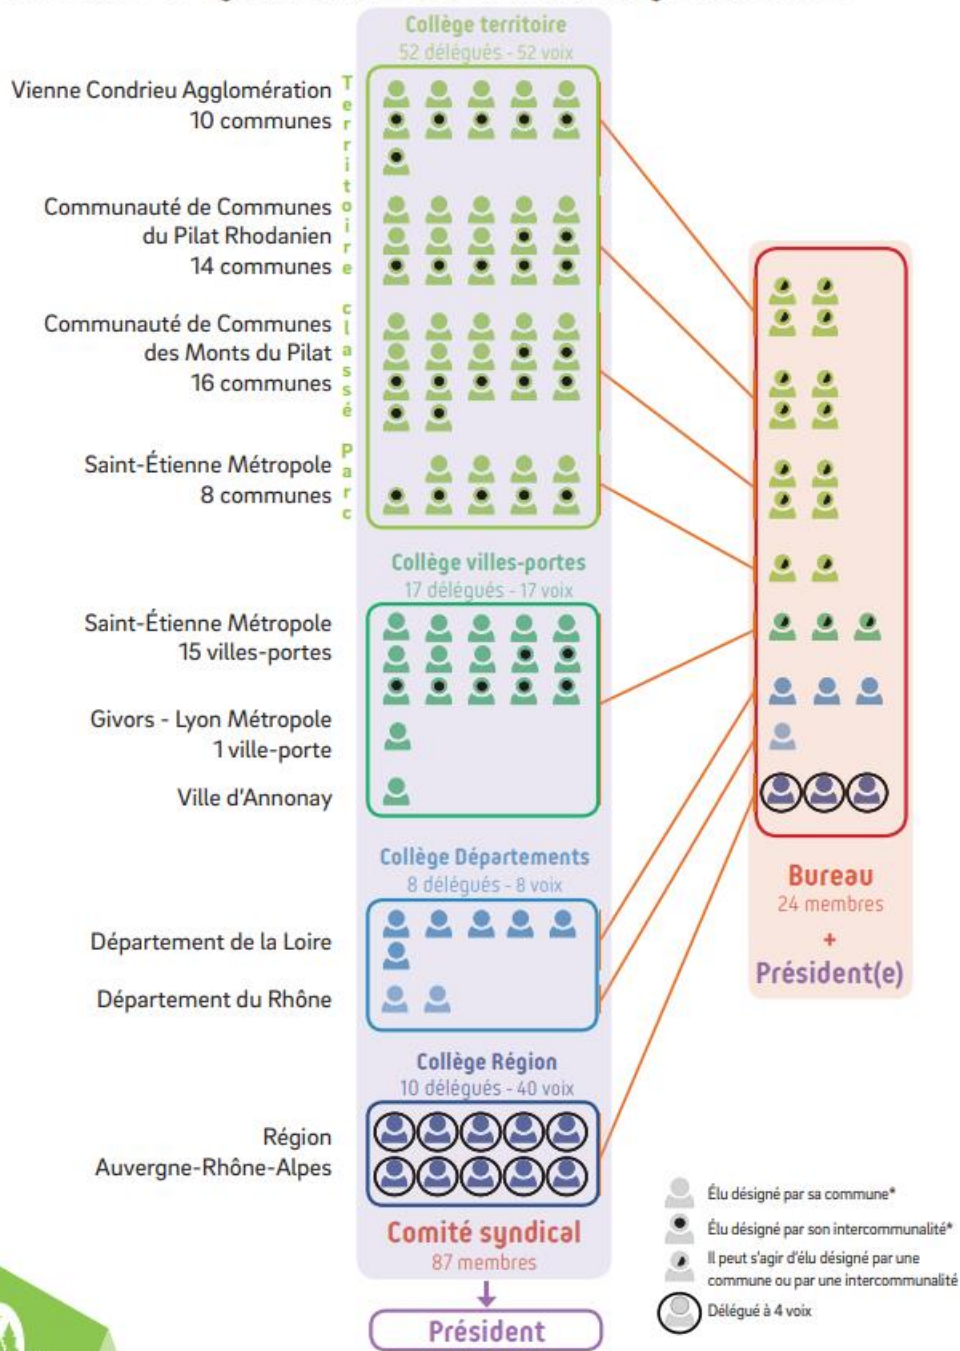 Collège territoire
52 délégués - 52 voix
Territoire classé Parc
Vienne Condrieu Agglomération
10 communes
Communauté de Communes
du Pilat Rhodanien
14 communes
Communauté de Communes
des Monts du Pilat
16 communes
Saint-Étienne Métropole
8 communes
Collège villes-portes
17 délégués - 17 voix
Saint-Étienne Métropole
15 villes-portes
Givors - Lyon Métropole
1 ville-porte
Ville d'Annonay
Collège Départements
8 délégués - 8 voix
Département de la Loire
Département du Rhône
Collège Région
10 délégués - 40 voix
Région
Auvergne-Rhône-Alpes
Comité syndical
87 membres
Président
Bureau
24 membres
+
Président(e)
Élu désigné par sa commune*
Élu désigné par son intercommunalité*
Il peut s'agir d'élu désigné par une
commune ou par une intercommunalité
Délégué à 4 voix